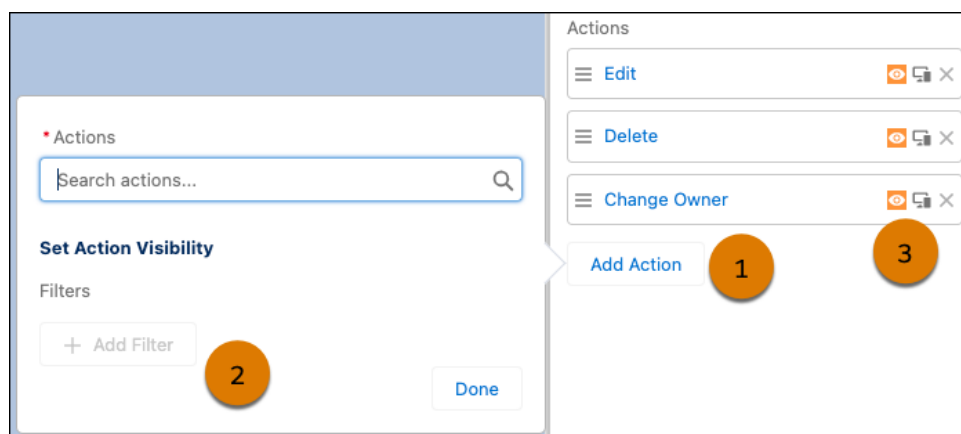 Actions
Edit
Delete
Change Owner
Add Action
1
3
* Actions
Search actions...
Set Action Visibility
Filters
+ Add Filter
2
Done